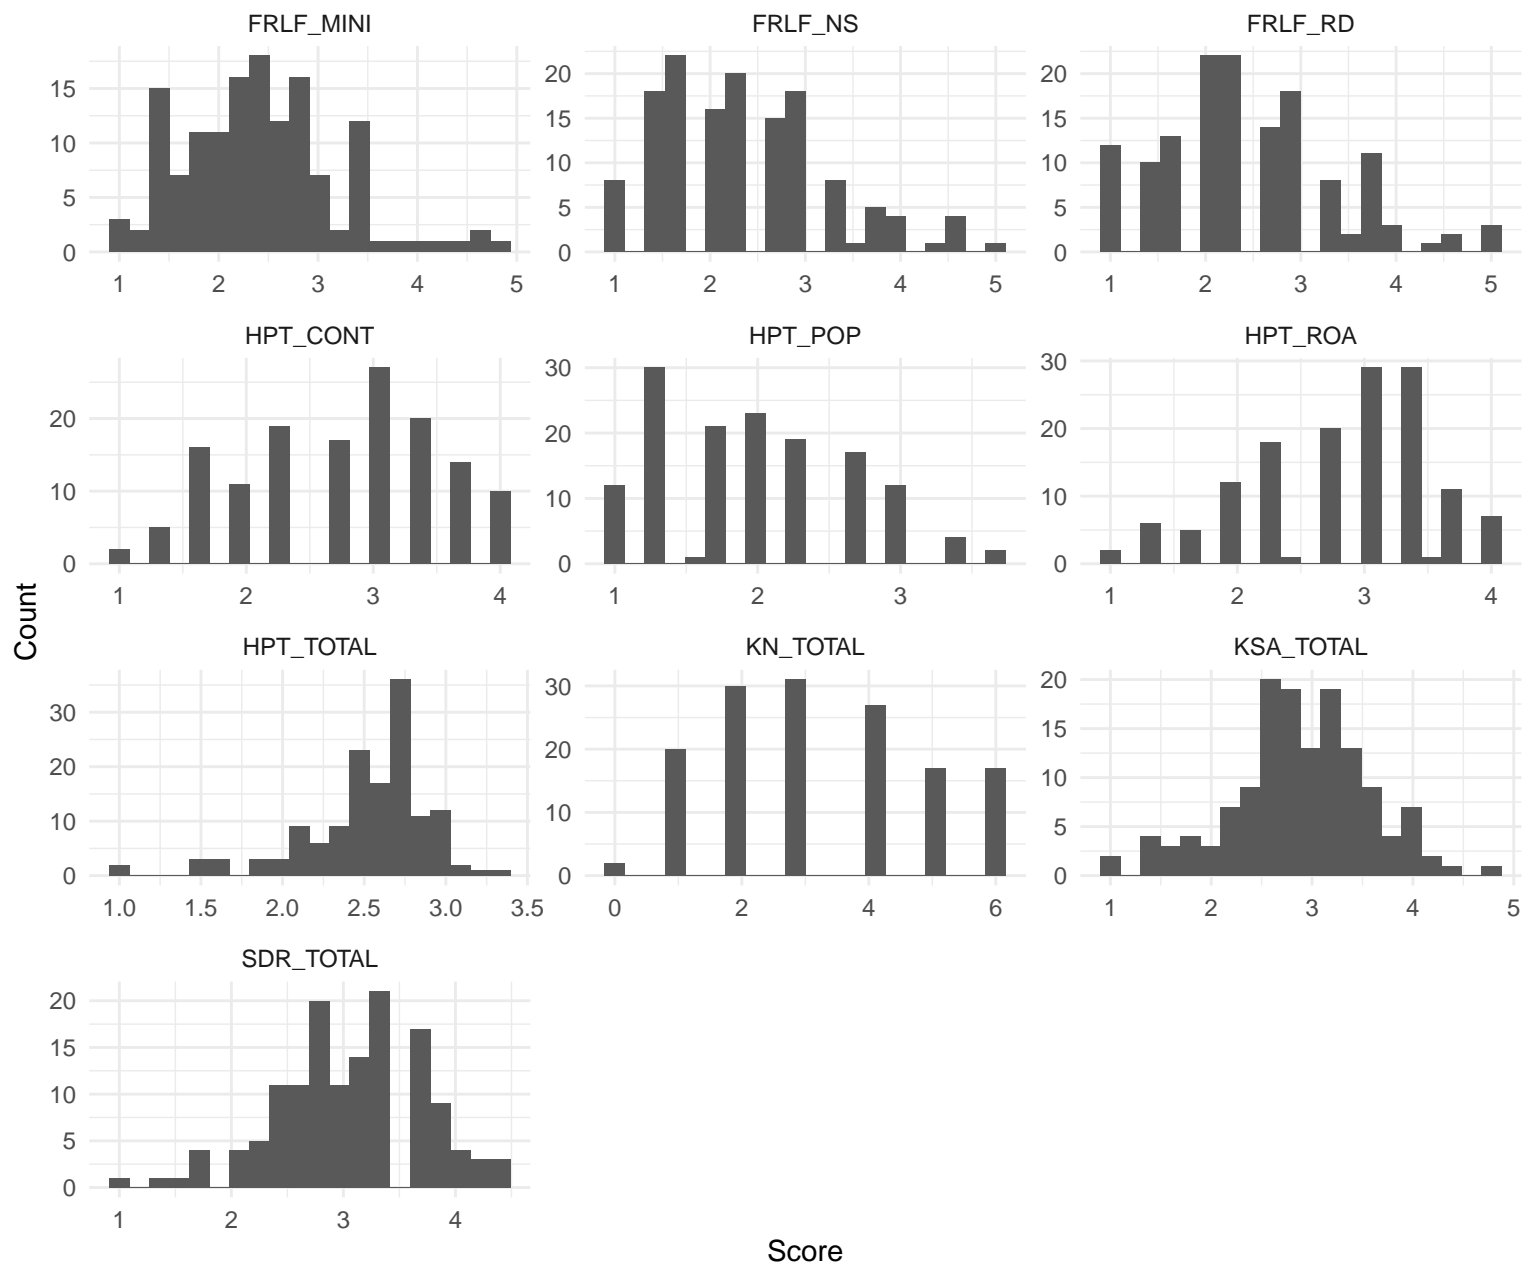 FRLF_MINI FRLF_NS FRLF_RD
15 10 5 0
20 15 10 5 0
20 15 10 5 0
1 2 3 4 5
1 2 3 4 5
1 2 3 4 5
HPT_CONT HPT_POP HPT_ROA
20 10 0
30 20 10 0
30 20 10 0
1 2 3 4
1 2 3
1 2 3 4
Count
HPT_TOTAL KN_TOTAL KSA_TOTAL
30 20 10 0
30 20 10 0
20 15 10 5 0
1.0 1.5 2.0 2.5 3.0 3.5
0 2 4 6
1 2 3 4 5
SDR_TOTAL
20 15 10 5 0
1 2 3 4
Score